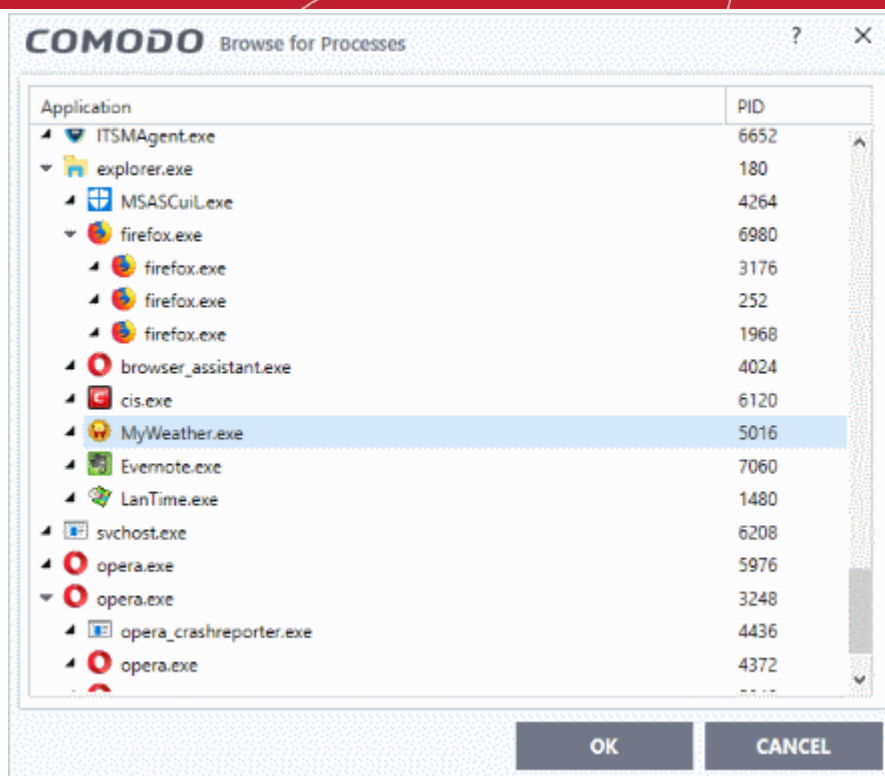 COMODO Browse for Processes ?
Application PID
ITSMAgent.exe 6652
explorer.exe 180
MSASCuiL.exe 4264
firefox.exe 6980
firefox.exe 3176
firefox.exe 252
firefox.exe 1968
browser_assistant.exe 4024
cis.exe 6120
MyWeather.exe 5016
Evernote.exe 7060
LanTime.exe 1480
svchost.exe 6208
opera.exe 5976
opera.exe 3248
opera_crashreporter.exe 4436
opera.exe 4372
OK CANCEL